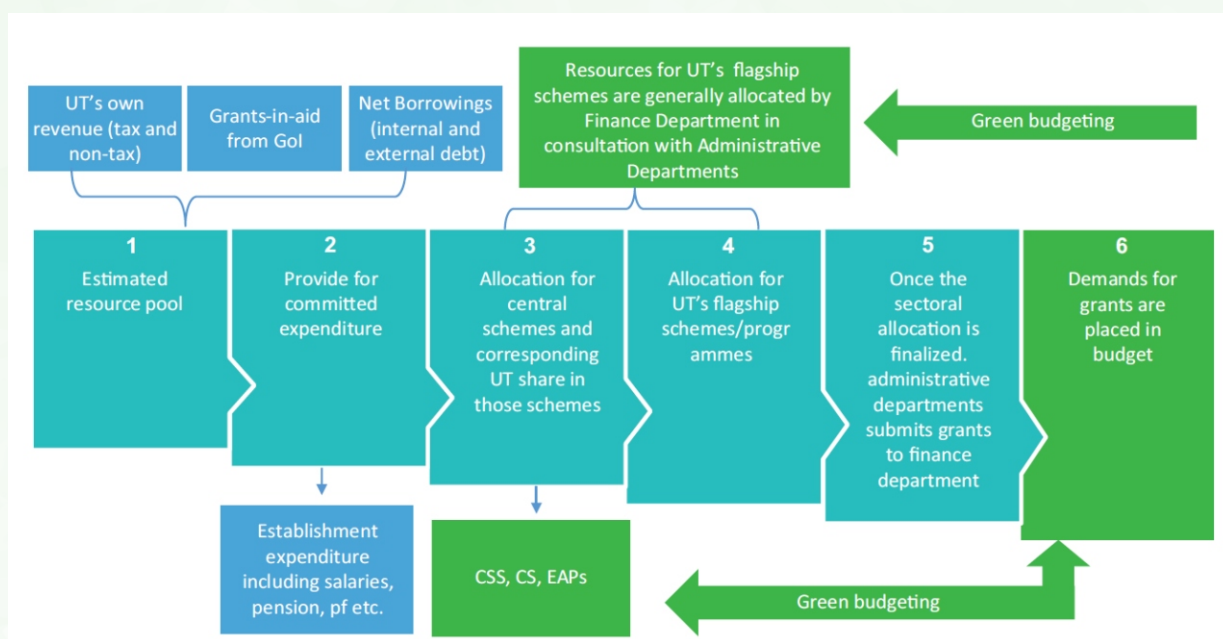 UT's own
revenue (tax and
non-tax)
Grants-in-aid
from GoI
Net Borrowings
(internal and
external debt)
Resources for UT's flagship
schemes are generally allocated by
Finance Department in
consultation with Administrative
Departments
Green budgeting
1
Estimated
resource pool
2
Provide for
committed
expenditure
3
Allocation for
central
schemes and
corresponding
UT share in
those schemes
4
Allocation for
UT's flagship
schemes/progr
ammes
5
Once the
sectoral
allocation is
finalized.
administrative
departments
submits grants
to finance
department
6
Demands for
grants are
placed in
budget
Establishment
expenditure
including salaries,
pension, pf etc.
CSS, CS, EAPs
Green budgeting